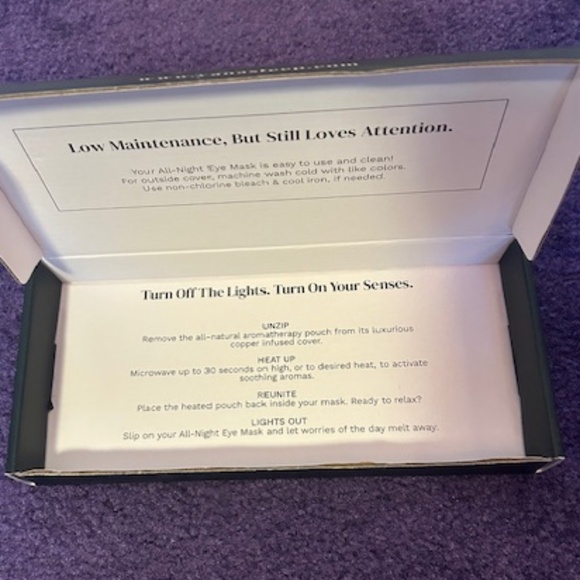 Low Maintenance, But Still Loves Attention.
Your All-Night Eye Mask is easy to use and clean!
For outside cover, machine wash cold with like colors.
Use non-chlorine bleach & cool iron, if needed.
Turn Off The Lights. Turn On Your Senses.
UNZIP
Remove the all-natural aromatherapy pouch from its luxurious
copper infused cover.
HEAT UP
Microwave up to 30 seconds on high, or to desired heat, to activate
soothing aromas.
REUNITE
Place the heated pouch back inside your mask. Ready to relax?
LIGHTS OUT
Slip on your All-Night Eye Mask and let worries of the day melt away.